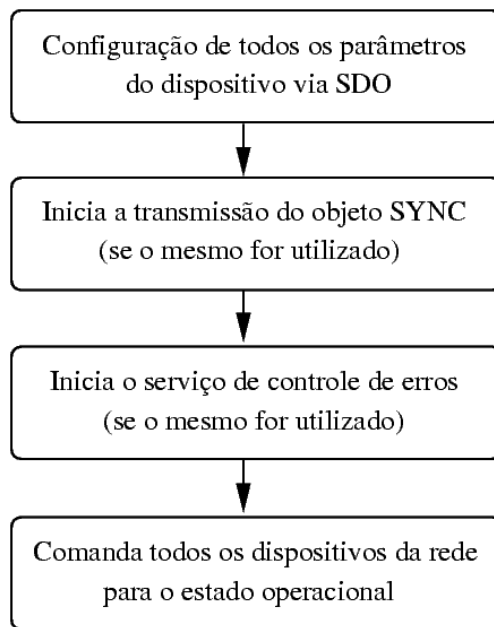 Configuração de todos os parâmetros
do dispositivo via SDO
Inicia a transmissão do objeto SYNC
(se o mesmo for utilizado)
Inicia o serviço de controle de erros
(se o mesmo for utilizado)
Comanda todos os dispositivos da rede
para o estado operacional